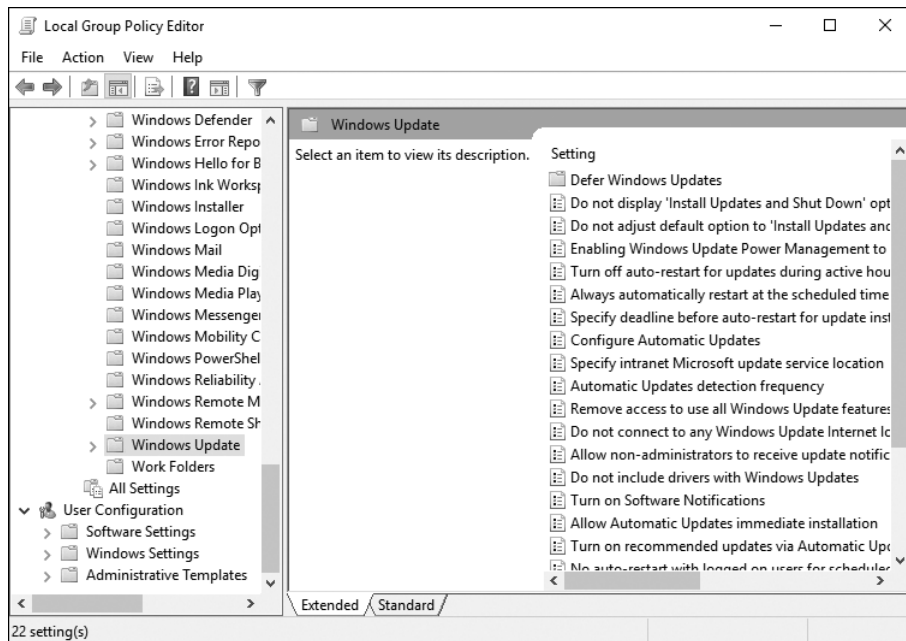 Local Group Policy Editor
File Action View Help
Windows Defender
Windows Error Repo
Windows Hello for B
Windows Ink Worksp
Windows Installer
Windows Logon Opt
Windows Mail
Windows Media Dig
Windows Media Play
Windows Messenger
Windows Mobility C
Windows PowerShel
Windows Reliability
Windows Remote M
Windows Remote Sh
Windows Update
Work Folders
All Settings
User Configuration
Software Settings
Windows Settings
Administrative Templates
Windows Update
Select an item to view its description.
Setting
Defer Windows Updates
Do not display 'Install Updates and Shut Down' opt
Do not adjust default option to 'Install Updates and
Enabling Windows Update Power Management to
Turn off auto-restart for updates during active hou
Always automatically restart at the scheduled time
Specify deadline before auto-restart for update inst
Configure Automatic Updates
Specify intranet Microsoft update service location
Automatic Updates detection frequency
Remove access to use all Windows Update features
Do not connect to any Windows Update Internet lo
Allow non-administrators to receive update notific
Do not include drivers with Windows Updates
Turn on Software Notifications
Allow Automatic Updates immediate installation
Turn on recommended updates via Automatic Upd
No auto-restart with logged on users for scheduled
Extended Standard
22 setting(s)